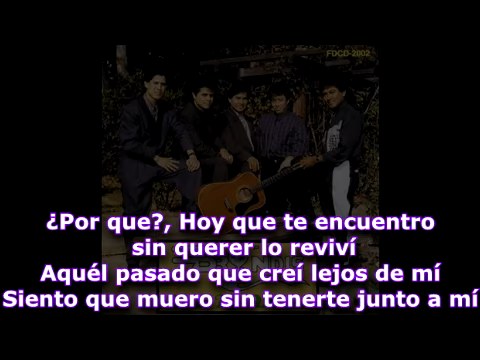 FDCD-2002
¿Por que?, Hoy que te encuentro
sin querer lo reviví
Aquél pasado que creí lejos de mí
Siento que muero sin tenerte junto a mí